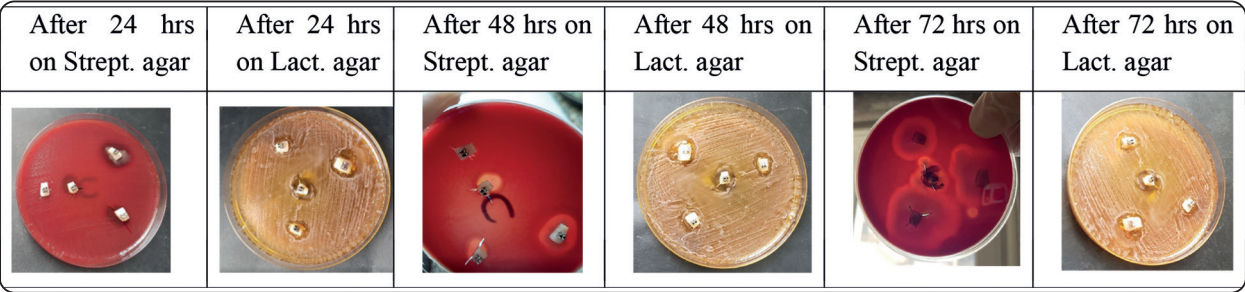 After 24 hrs
on Strept. agar
After 24 hrs
on Lact. agar
After 48 hrs on
Strept. agar
After 48 hrs on
Lact. agar
After 72 hrs on
Strept. agar
After 72 hrs on
Lact. agar